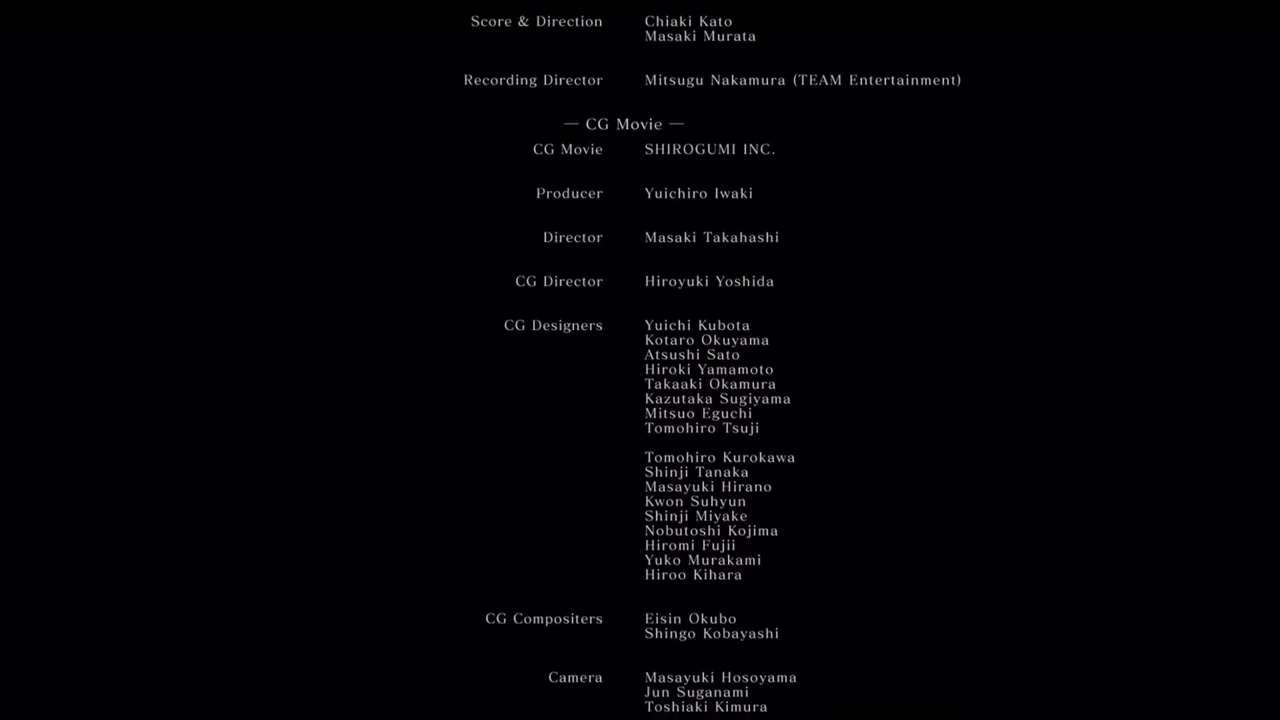 Score & Direction Chiaki Kato
Masaki Murata
Recording Director Mitsugu Nakamura (TEAM Entertainment)
— CG Movie —
CG Movie SHIROGUMI INC.
Producer Yuichiro Iwaki
Director Masaki Takahashi
CG Director Hiroyuki Yoshida
CG Designers Yuichi Kubota
Kotaro Okuyama
Atsushi Sato
Hiroki Yamamoto
Takaaki Okamura
Kazutaka Sugiyama
Mitsuo Eguchi
Tomohiro Tsuji
Tomohiro Kurokawa
Shinji Tanaka
Masayuki Hirano
Kwon Suhyun
Shinji Miyake
Nobutoshi Kojima
Hiromi Fujii
Yuko Murakami
Hiroo Kihara
CG Compositers Eisin Okubo
Shingo Kobayashi
Camera Masayuki Hosoyama
Jun Suganami
Toshiaki Kimura